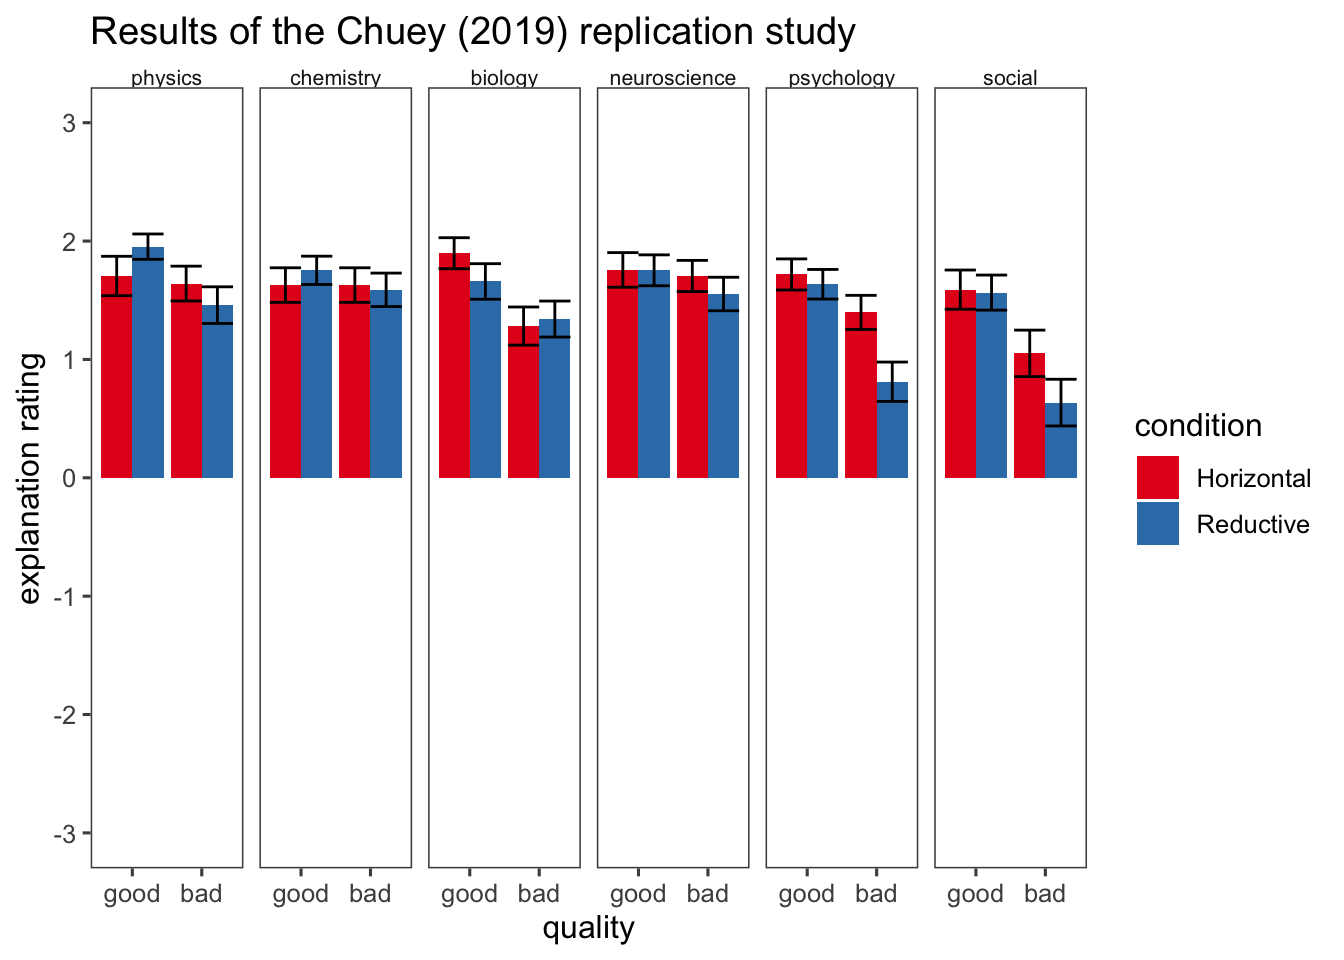 Results of the Chuey (2019) replication study
physics chemistry biology neuroscience psychology social
3
2
1
0
-1
-2
-3
explanation rating
good bad good bad good bad good bad good bad good bad
quality
condition
Horizontal
Reductive